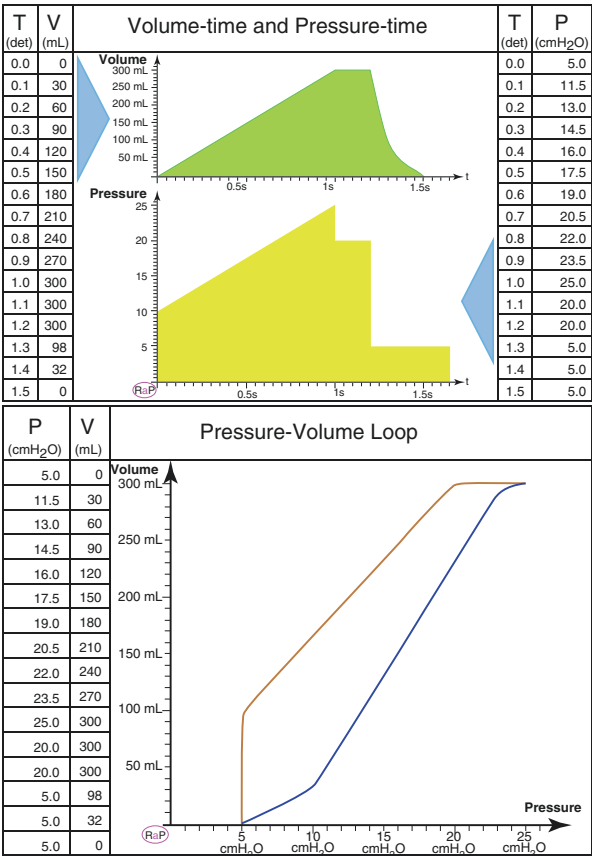 T V Volume-time and Pressure-time T P
(det) (mL) (det) (cmH2O)
0.0 0 0.0 5.0
0.1 30 0.1 11.5
0.2 60 0.2 13.0
0.3 90 0.3 14.5
0.4 120 0.4 16.0
0.5 150 0.5 17.5
0.6 180 0.6 19.0
0.7 210 0.7 20.5
0.8 240 0.8 22.0
0.9 270 0.9 23.5
1.0 300 1.0 25.0
1.1 300 1.1 20.0
1.2 300 1.2 20.0
1.3 98 1.3 5.0
1.4 32 1.4 5.0
1.5 0 1.5 5.0
Volume
300 mL
250 mL
200 mL
150 mL
100 mL
50 mL
0.5s 1s 1.5s t
Pressure
25
20
15
10
5
RaP 0.5s 1s 1.5s t
P V Pressure-Volume Loop
(cmH2O) (mL)
5.0 0
11.5 30
13.0 60
14.5 90
16.0 120
17.5 150
19.0 180
20.5 210
22.0 240
23.5 270
25.0 300
20.0 300
20.0 300
5.0 98
5.0 32
5.0 0
Volume
300 mL
250 mL
200 mL
150 mL
100 mL
50 mL
Pressure
RaP 5 10 15 20 25
cmH2O cmH2O cmH2O cmH2O cmH2O